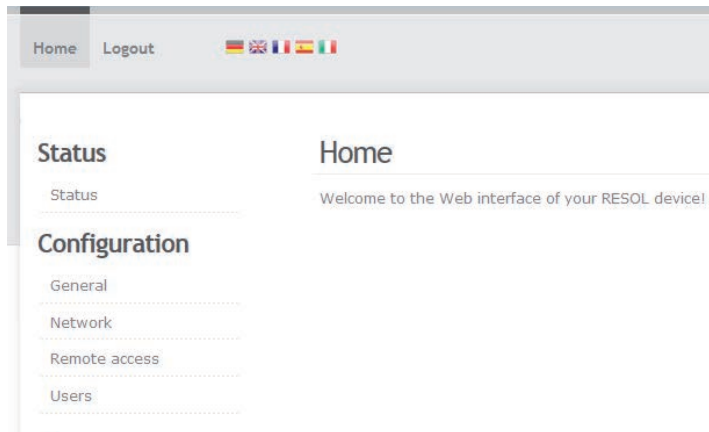 Home Logout
Status
Status
Configuration
General
Network
Remote access
Users
Home
Welcome to the Web interface of your RESOL device!